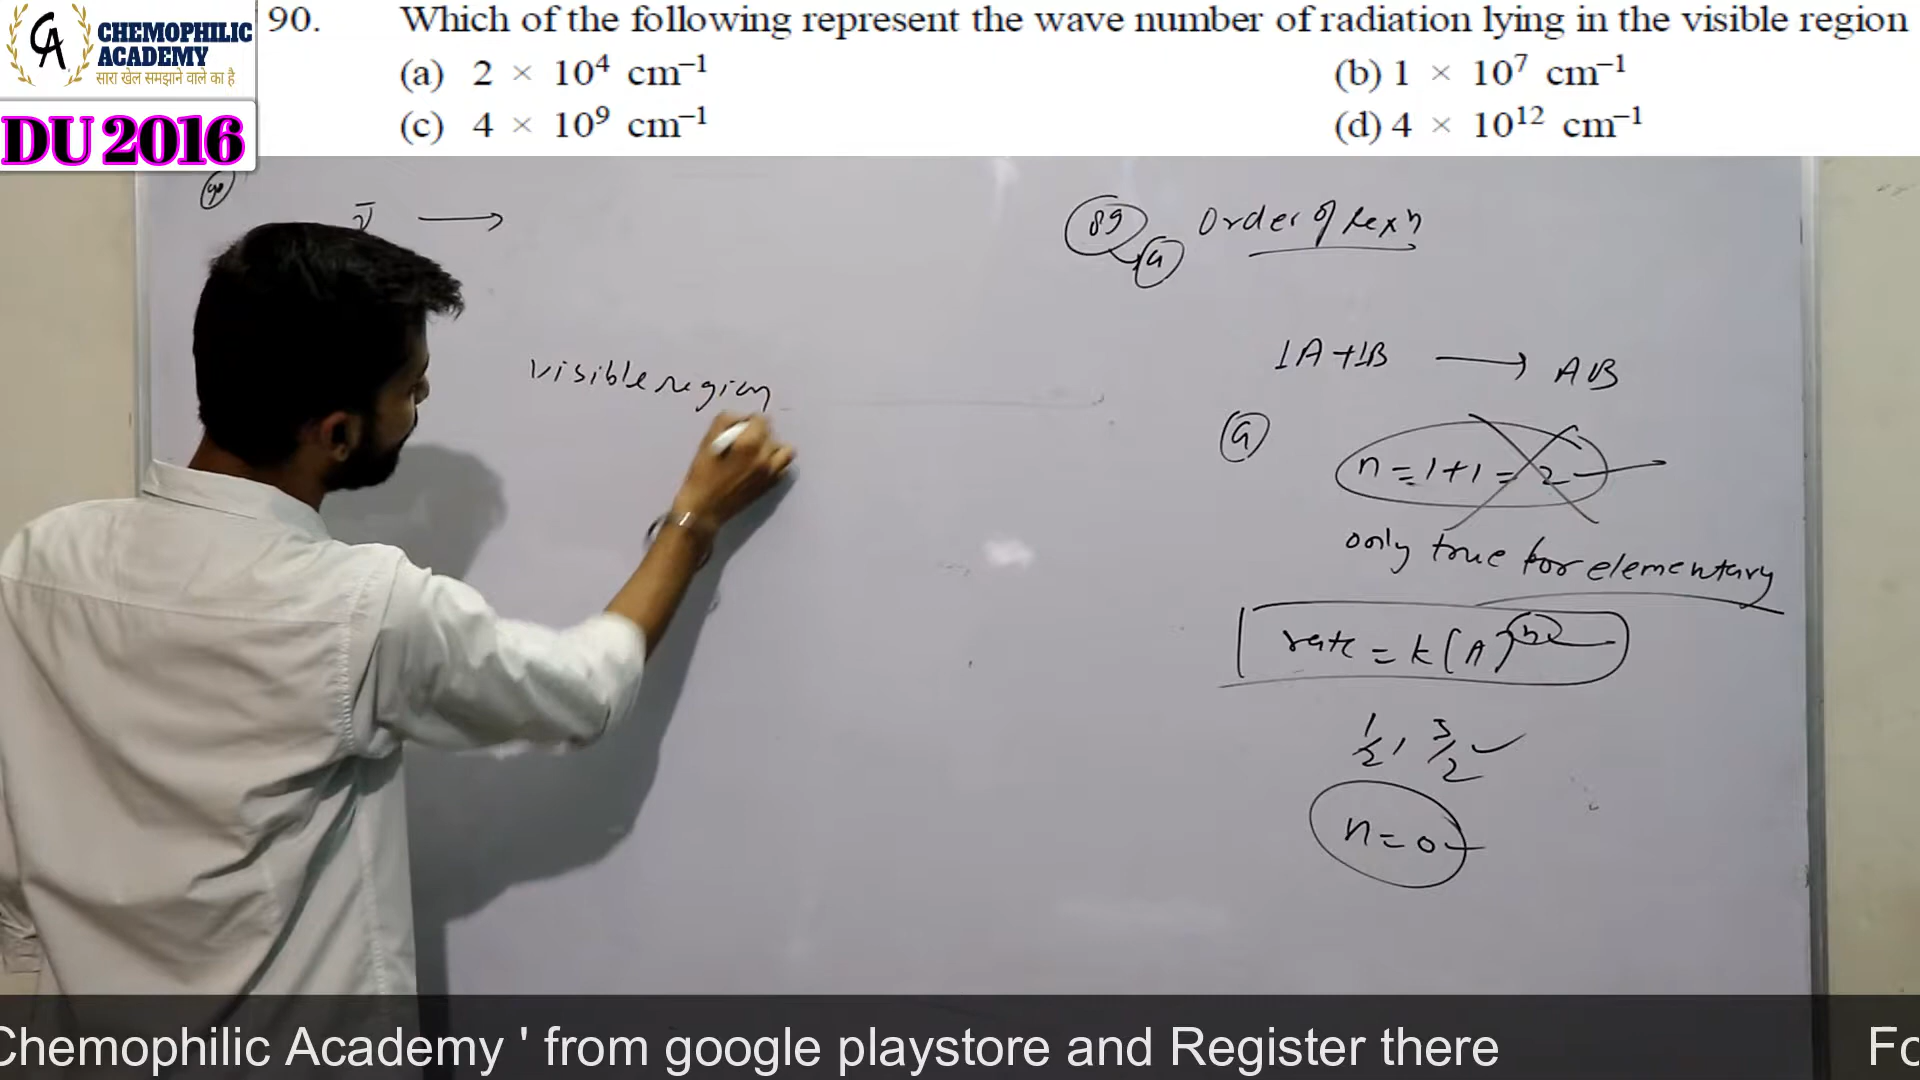 CA CHEMOPHILIC
ACADEMY
सारा खेल समझाने वाले का है
DU 2016
90. Which of the following represent the wave number of radiation lying in the visible region
(a) 2 × 10⁴ cm⁻¹ (b) 1 × 10⁷ cm⁻¹
(c) 4 × 10⁹ cm⁻¹ (d) 4 × 10¹² cm⁻¹
90
ν̄ →
visible region
89 a Order of rexn
1A+1B → AB
a n = 1+1 = 2
only true for elementary
rate = k[A]ⁿ
1/2, 3/2 ✓
n = 0
Chemophilic Academy ' from google playstore and Register there Fo